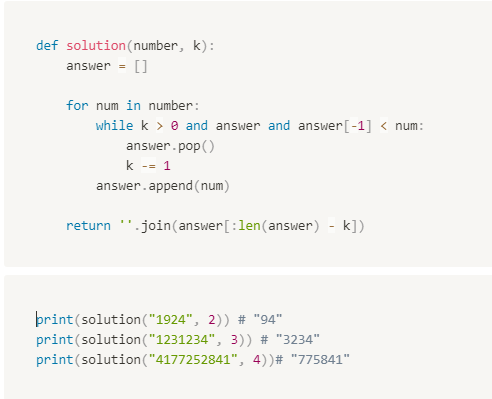 def solution(number, k):
    answer = []

    for num in number:
        while k > 0 and answer and answer[-1] < num:
            answer.pop()
            k -= 1
        answer.append(num)

    return ''.join(answer[:len(answer) - k])

print(solution("1924", 2)) # "94"
print(solution("1231234", 3)) # "3234"
print(solution("4177252841", 4))# "775841"